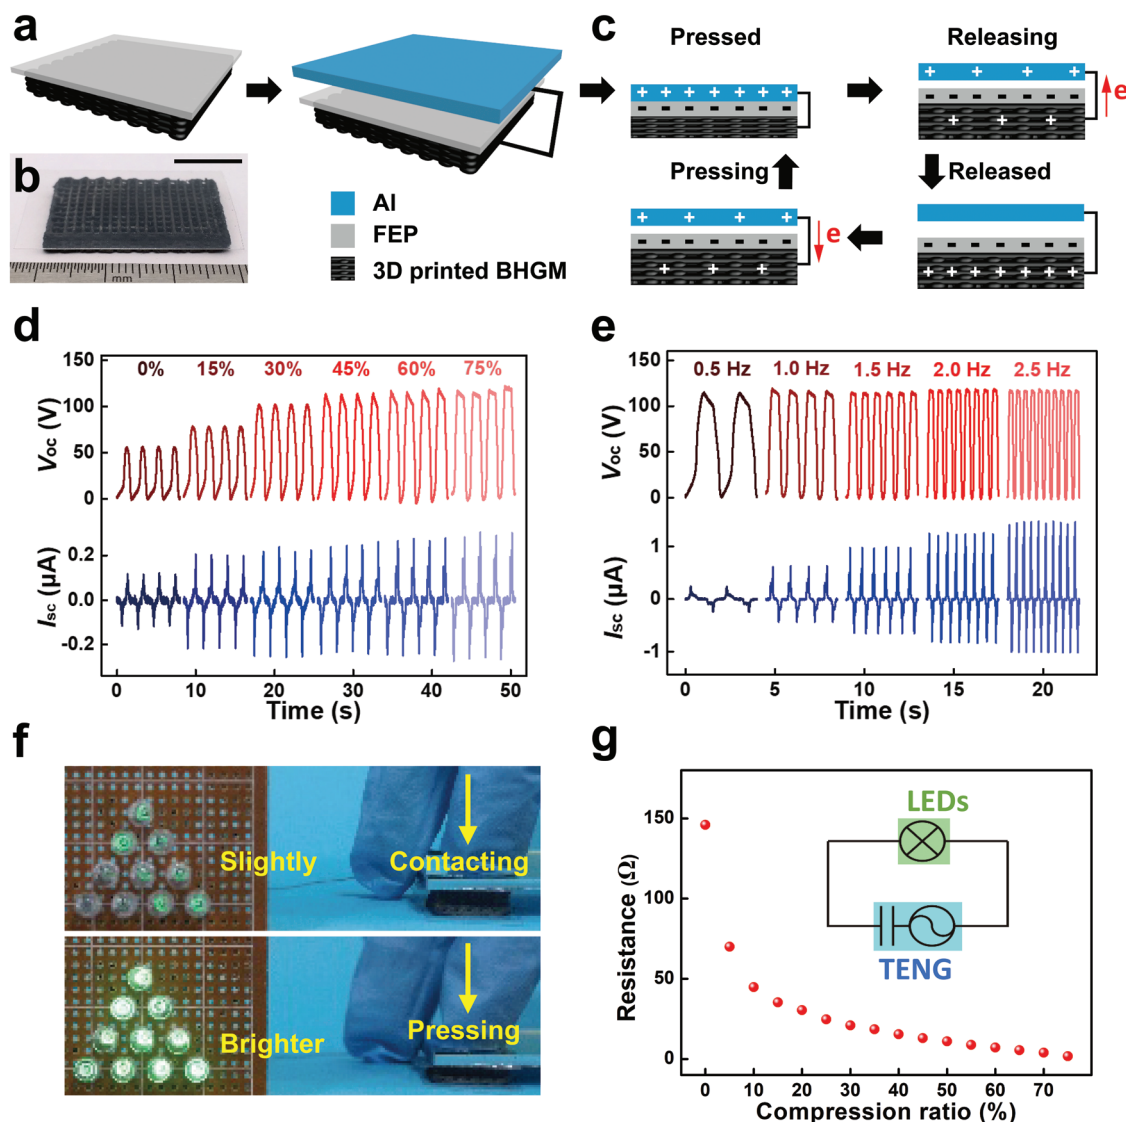 a
b
mm
Al
FEP
3D printed BHGM
c
Pressed
Releasing
+ + + + + + +
- - - - - - -
+ + + +
- - - - - - -
+ + +
e
Pressing
Released
+ + + +
- - - - - - -
+ + +
e
- - - - - - -
+ + + + + + +
d
150
100
50
0
Voc (V)
0% 15% 30% 45% 60% 75%
0.2
0.0
-0.2
Isc (μA)
0 10 20 30 40 50
Time (s)
e
150
100
50
0
Voc (V)
0.5 Hz 1.0 Hz 1.5 Hz 2.0 Hz 2.5 Hz
1
0
-1
Isc (μA)
0 5 10 15 20
Time (s)
f
Slightly
Contacting
Brighter
Pressing
g
150
100
50
0
Resistance (Ω)
LEDs
TENG
0 10 20 30 40 50 60 70
Compression ratio (%)